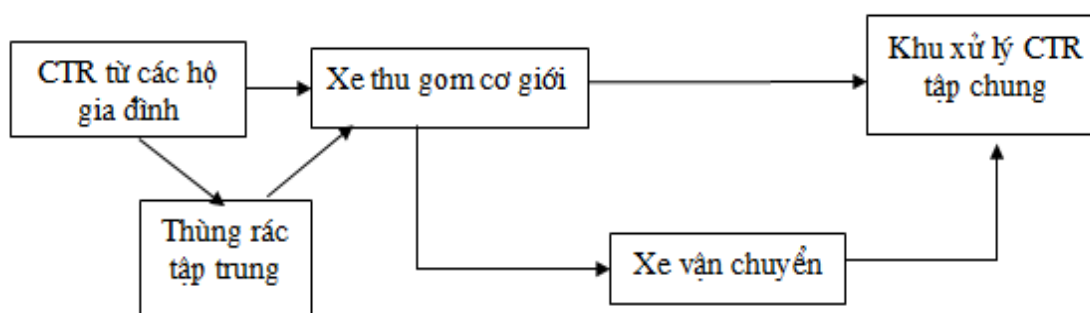 CTR từ các hộ
gia đình
Xe thu gom cơ giới
Khu xử lý CTR
tập chung
Thùng rác
tập trung
Xe vận chuyển